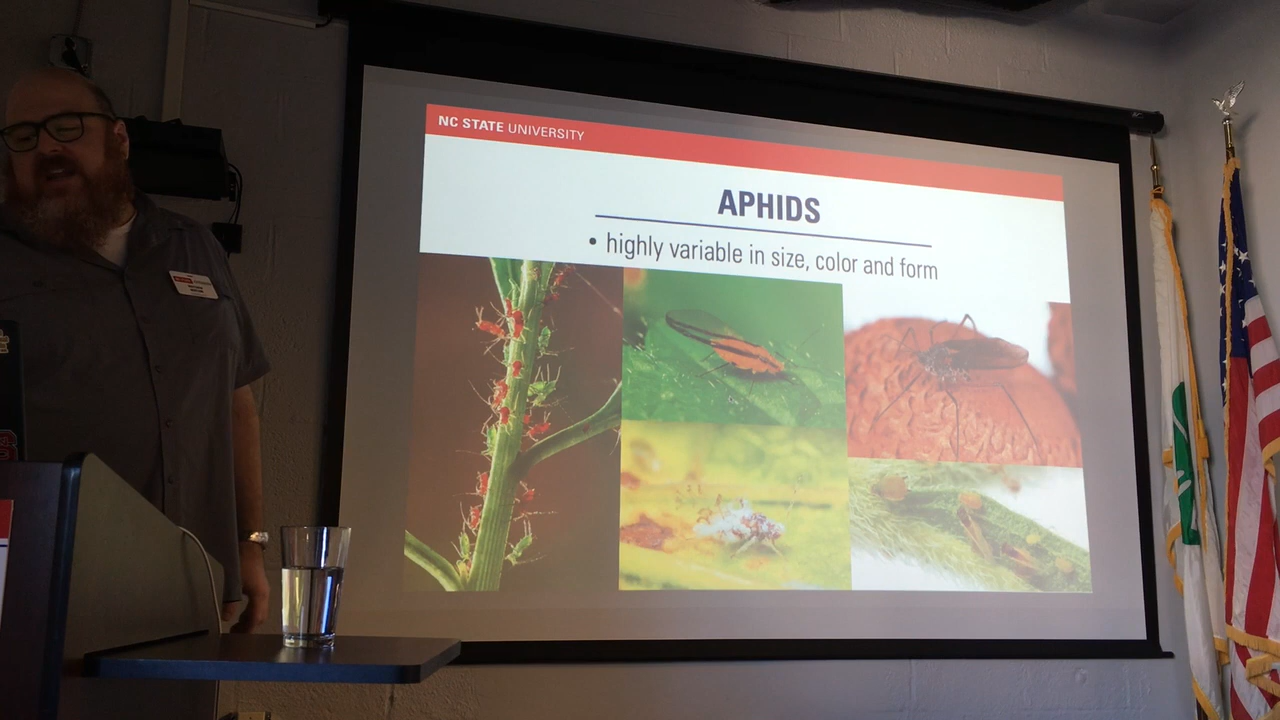 NC STATE UNIVERSITY
APHIDS
• highly variable in size, color and form